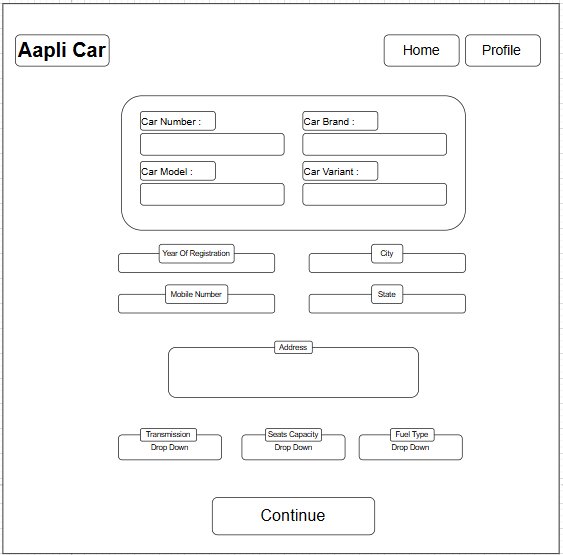 Aapli Car
Home
Profile
Car Number :
Car Brand :
Car Model :
Car Variant :
Year Of Registration
City
Mobile Number
State
Address
Transmission
Seats Capacity
Fuel Type
Drop Down
Drop Down
Drop Down
Continue